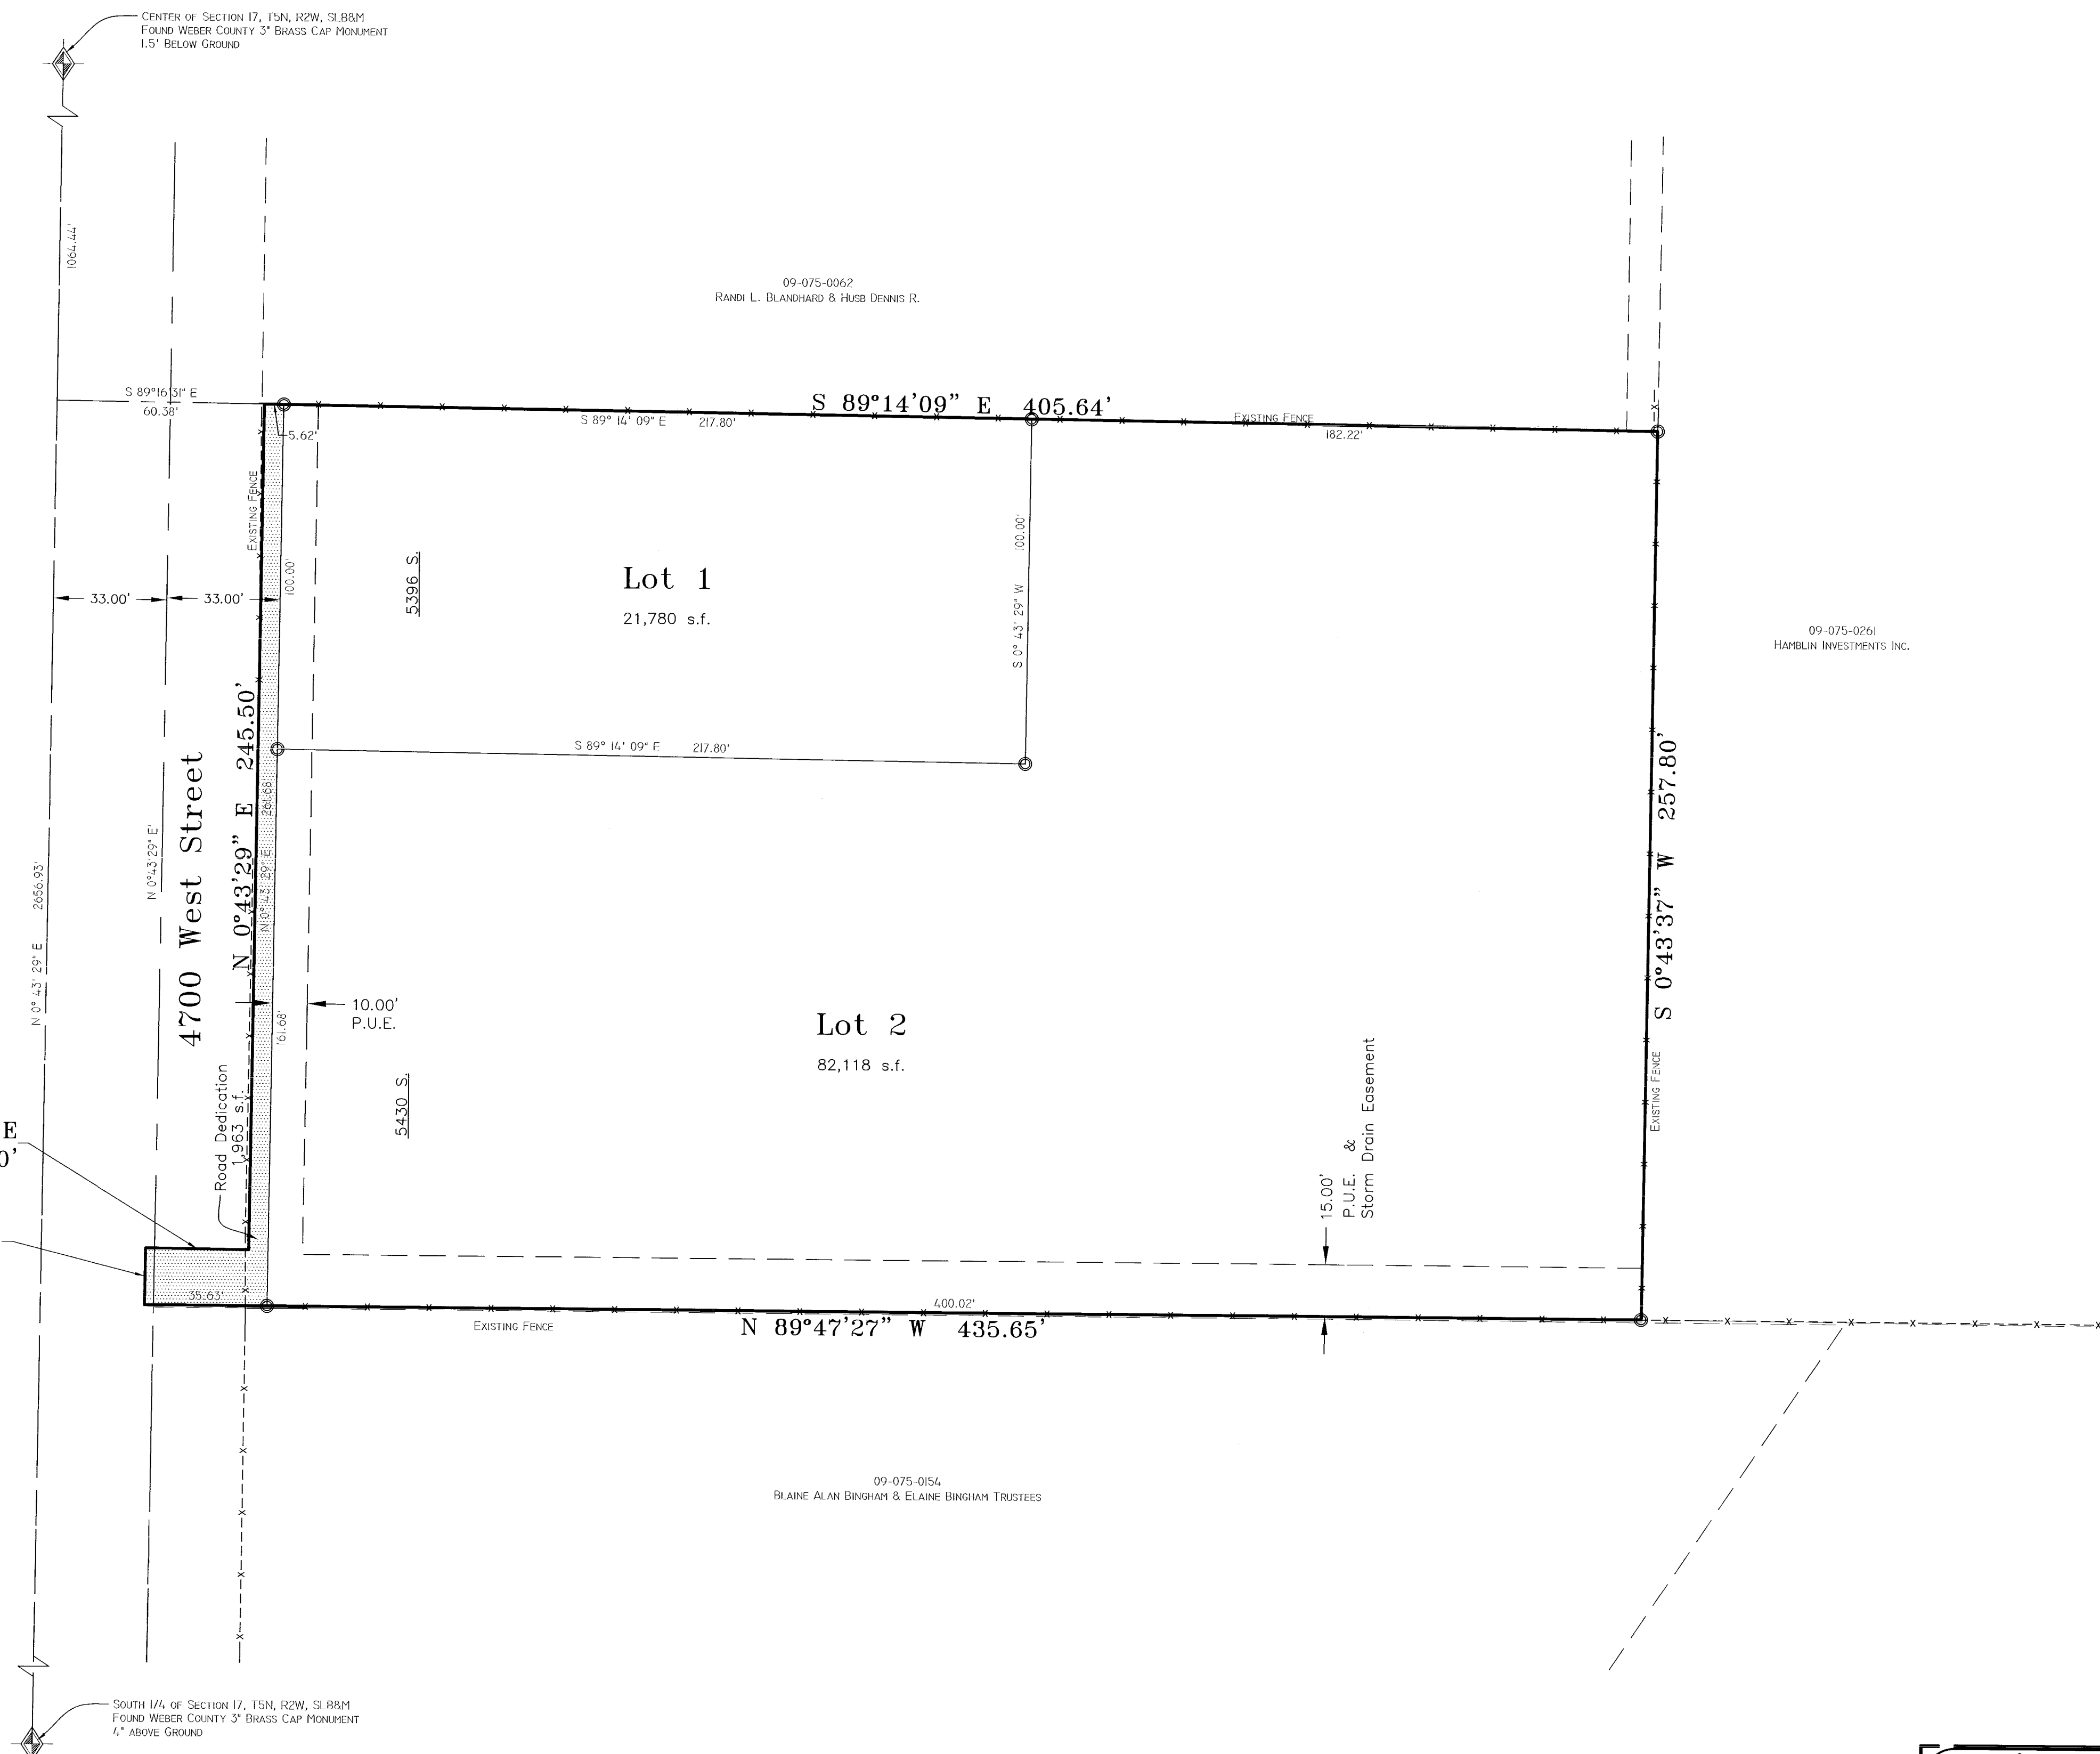 CENTER OF SECTION 17, T5N, R2W, SLB&M
FOUND WEBER COUNTY 3" BRASS CAP MONUMENT
1.5' BELOW GROUND
1064.44'
09-075-0062
RANDI L. BLANDHARD & HUSB DENNIS R.
S 89°16'31" E
60.38'
S 89°14'09" E 405.64'
S 89° 14' 09" E 217.80'
EXISTING FENCE
182.22'
5.62'
EXISTING FENCE
100.00'
33.00'
33.00'
5396 S.
Lot 1
21,780 s.f.
S 0° 43' 29" W 100.00'
09-075-0261
HAMBLIN INVESTMENTS INC.
S 89° 14' 09" E 217.80'
4700 West Street
N 0°43'29" E 245.50'
N 0° 43' 29" E 261.68'
N 0°43'29" E'
N 0° 43' 29" E 2656.93'
S 0°43'37" W 257.80'
10.00'
P.U.E.
161.68'
Lot 2
82,118 s.f.
5430 S.
Road Dedication
1,963 s.f.
E
0'
15.00'
P.U.E. &
Storm Drain Easement
EXISTING FENCE
35.63'
400.02'
EXISTING FENCE
N 89°47'27" W 435.65'
09-075-0154
BLAINE ALAN BINGHAM & ELAINE BINGHAM TRUSTEES
SOUTH 1/4 OF SECTION 17, T5N, R2W, SLB&M
FOUND WEBER COUNTY 3" BRASS CAP MONUMENT
4" ABOVE GROUND